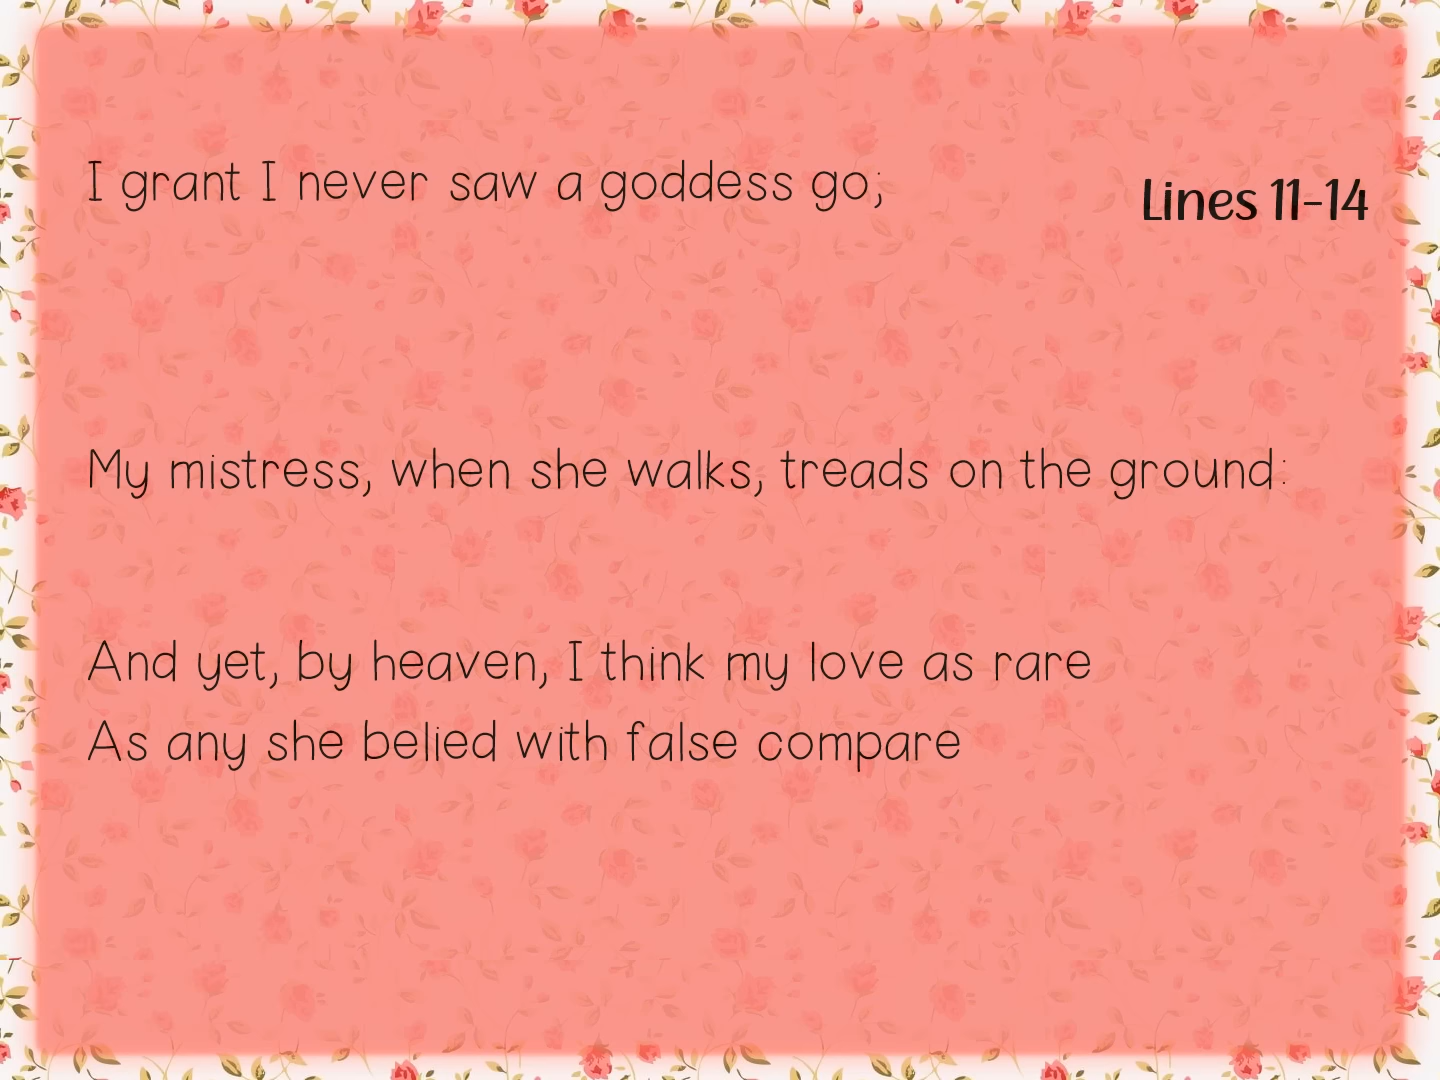 I grant I never saw a goddess go;
Lines 11-14
My mistress, when she walks, treads on the ground:
And yet, by heaven, I think my love as rare
As any she belied with false compare